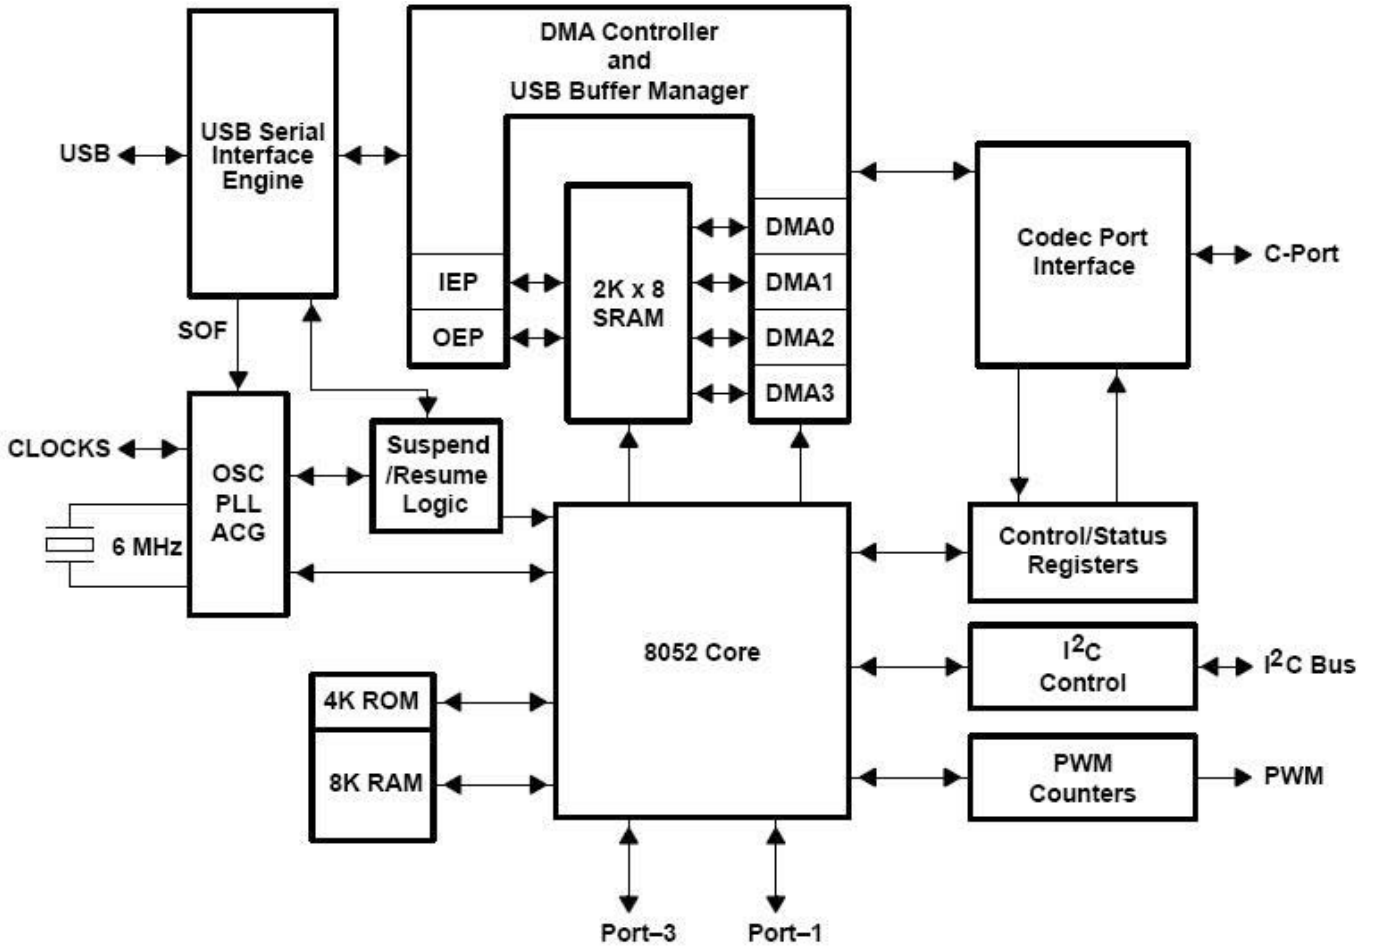 DMA Controller
and
USB Buffer Manager
USB Serial
Interface
Engine
USB
DMA0
Codec Port
Interface
C-Port
IEP
2K x 8
SRAM
DMA1
SOF
OEP
DMA2
DMA3
CLOCKS
OSC
PLL
ACG
Suspend
/Resume
Logic
6 MHz
Control/Status
Registers
8052 Core
I²C
Control
I²C Bus
4K ROM
8K RAM
PWM
Counters
PWM
Port–3
Port–1